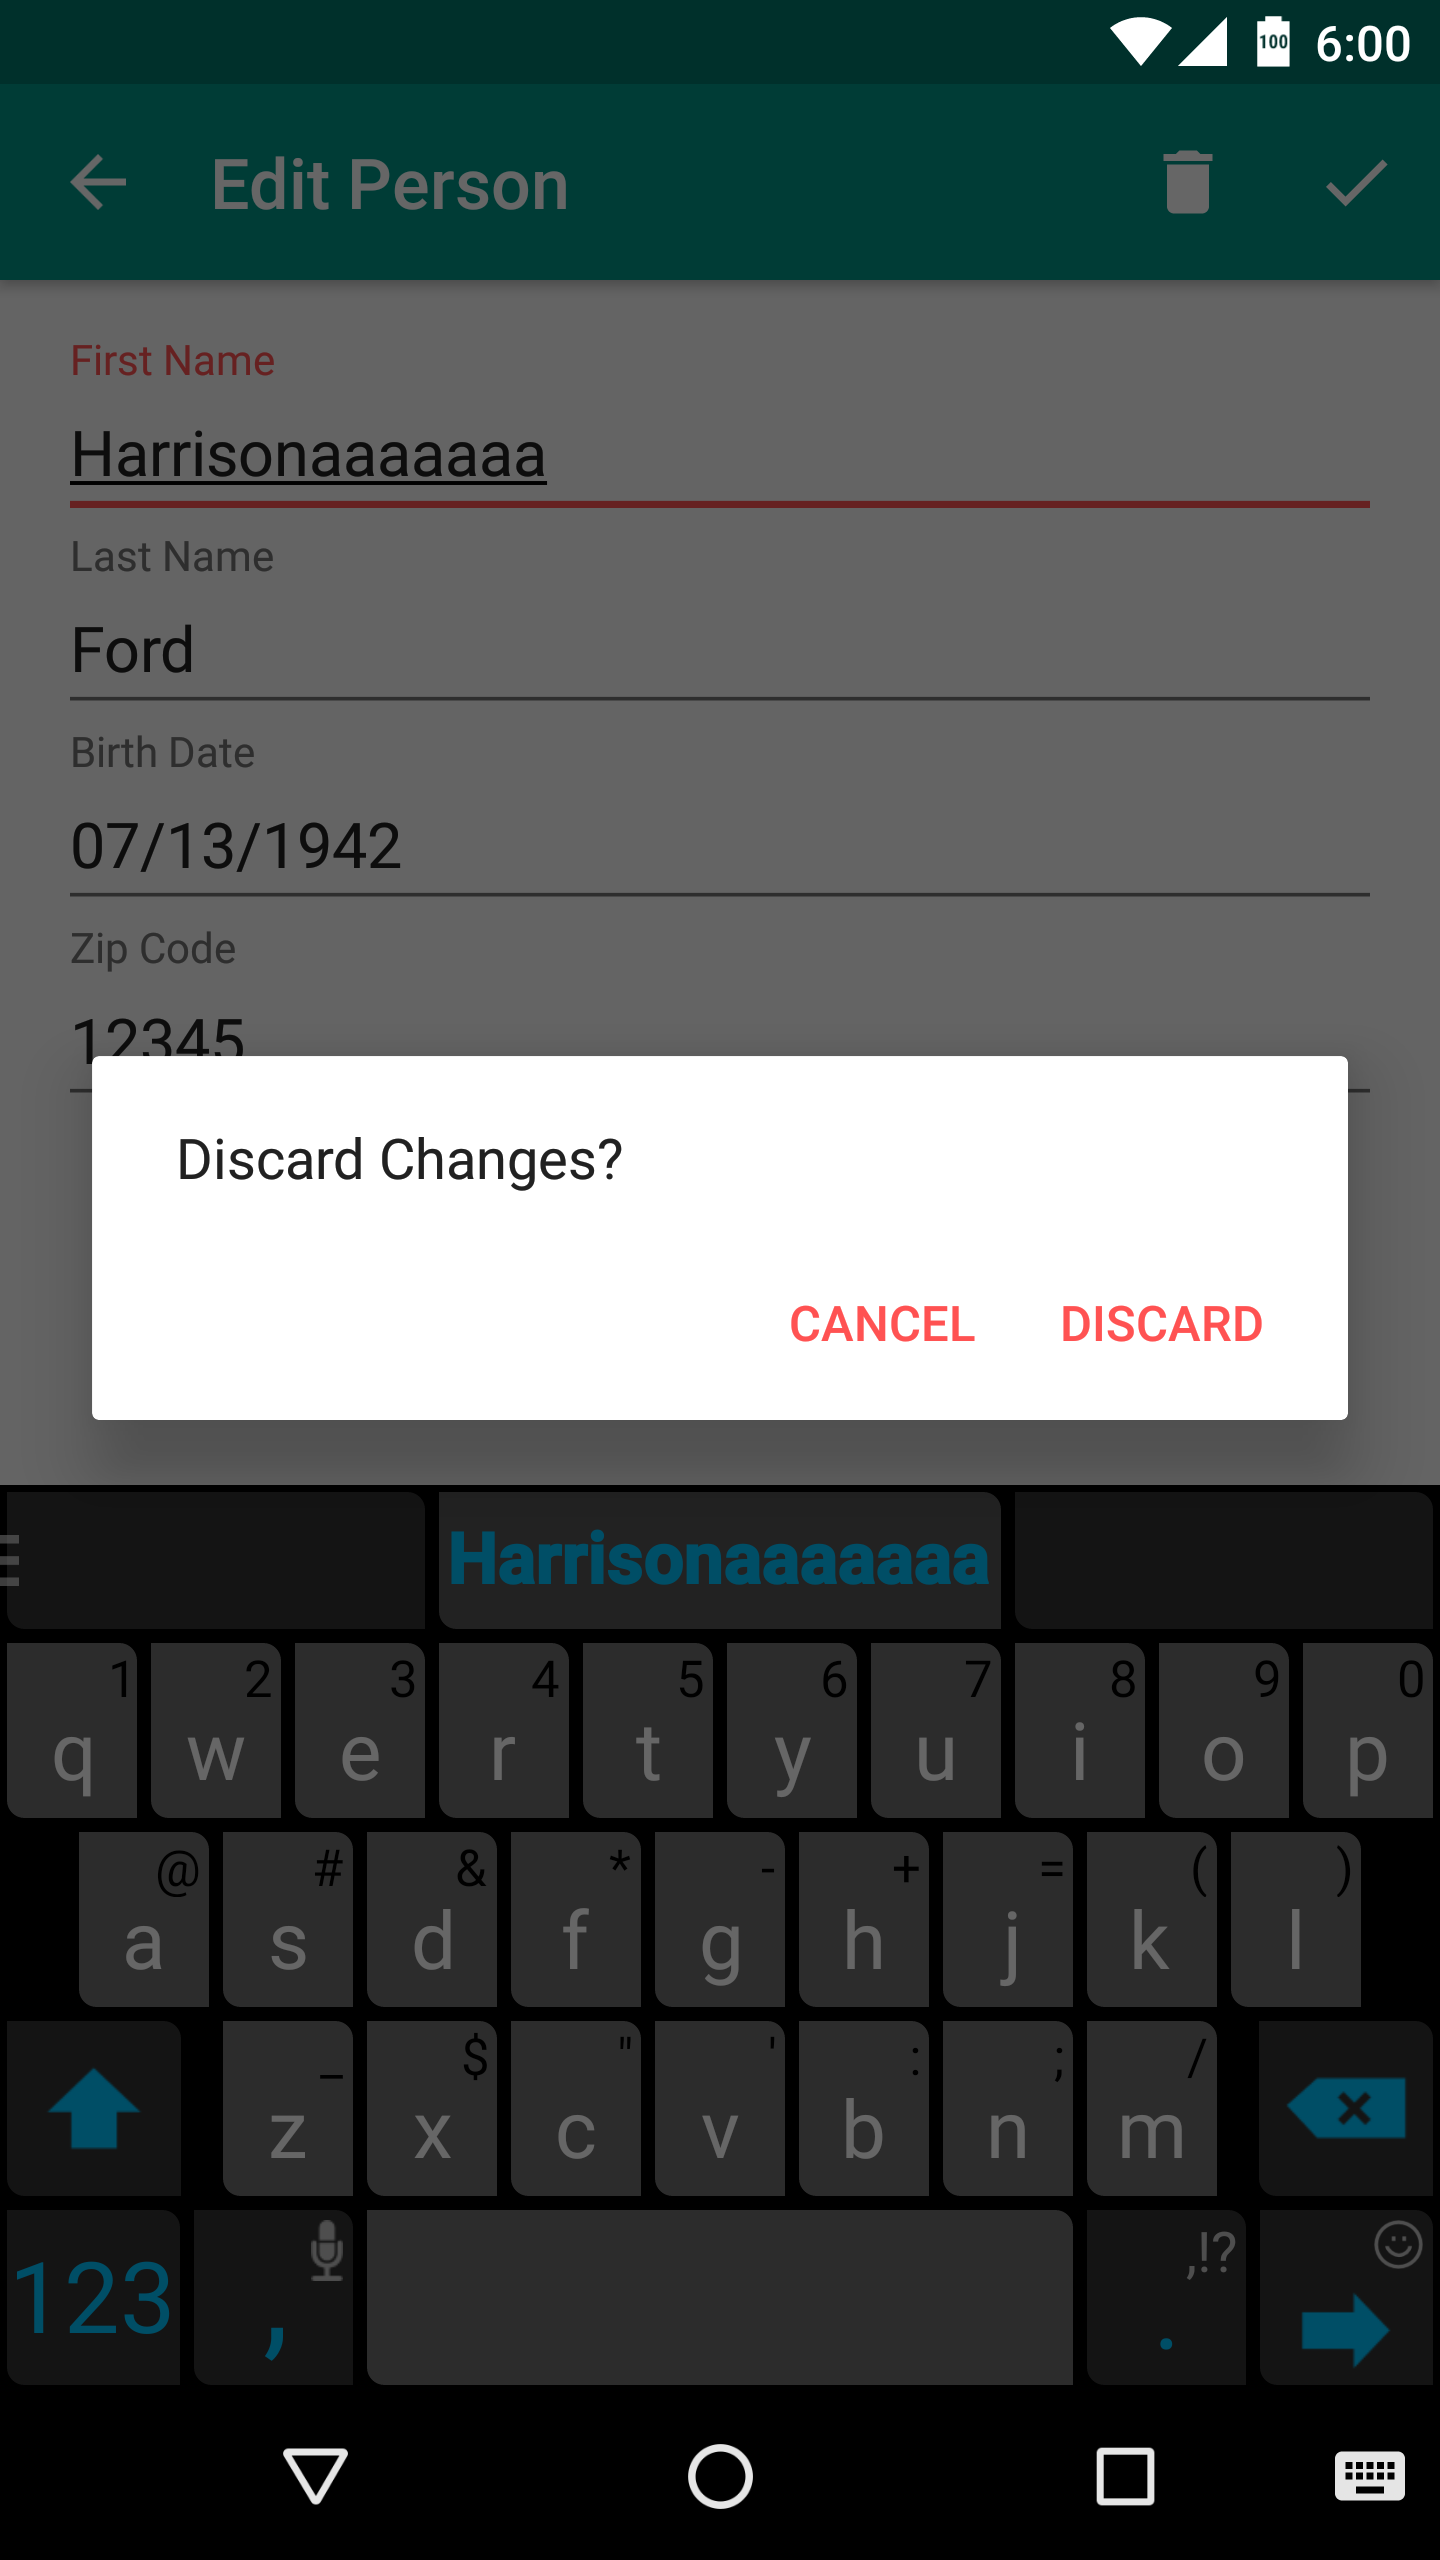 100 6:00
Edit Person
First Name
Harrisonaaaaaaa
Last Name
Ford
Birth Date
07/13/1942
Zip Code
12345
Discard Changes?
CANCEL DISCARD
Harrisonaaaaaaa
1 2 3 4 5 6 7 8 9 0
q w e r t y u i o p
@ # & * - + = ( )
a s d f g h j k l
_ $ " ' : ; /
z x c v b n m
,!?
123 , .